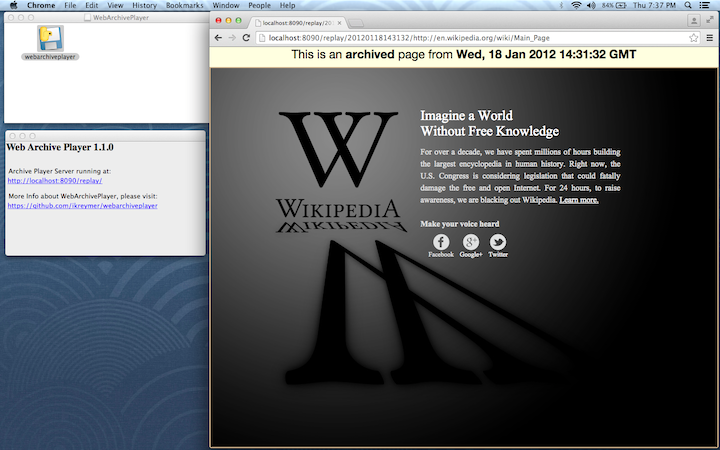 Chrome File Edit View History Bookmarks Window People Help 84% Thu 7:37 PM
WebArchivePlayer
webarchiveplayer
Web Archive Player 1.1.0
Archive Player Server running at:
http://localhost:8090/replay/
More Info about WebArchivePlayer, please visit:
https://github.com/ikreymer/webarchiveplayer
localhost:8090/replay/201
localhost:8090/replay/20120118143132/http://en.wikipedia.org/wiki/Main_Page
This is an archived page from Wed, 18 Jan 2012 14:31:32 GMT
W
WIKIPEDIA
Imagine a World
Without Free Knowledge
For over a decade, we have spent millions of hours building
the largest encyclopedia in human history. Right now, the
U.S. Congress is considering legislation that could fatally
damage the free and open Internet. For 24 hours, to raise
awareness, we are blacking out Wikipedia. Learn more.
Make your voice heard
Facebook Google+ Twitter